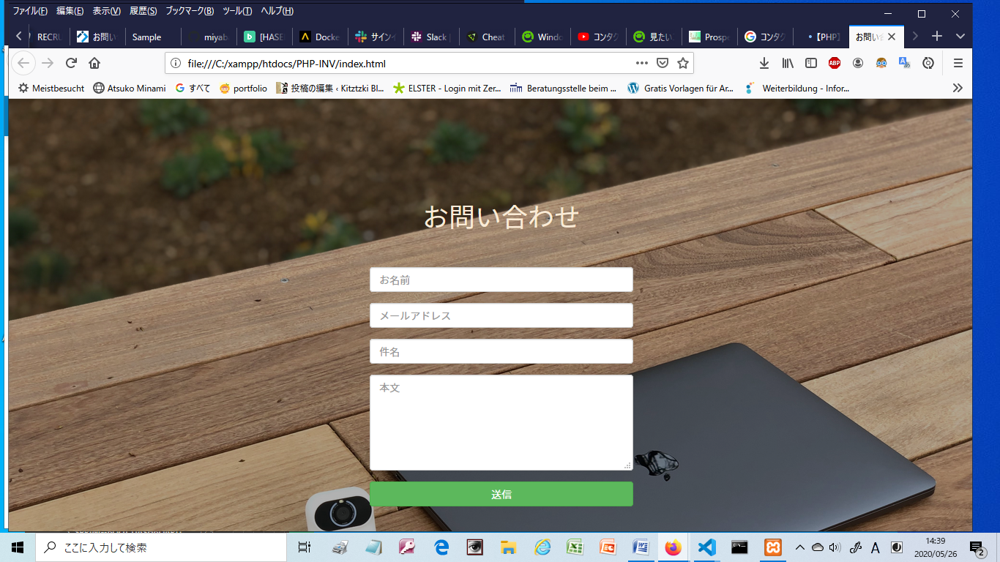 ファイル(F) 編集(E) 表示(V) 履歴(S) ブックマーク(B) ツール(T) ヘルプ(H)
RECRU お問い Sample miyab [HASE Docke サインイ Slack Cheat Windo コンタク 見たい Prospe コンタク 【PHP】 お問い合
file:///C:/xampp/htdocs/PHP-INV/index.html
ABP
Meistbesucht Atsuko Minami すべて portfolio 投稿の編集 ‹ Kitztzki Bl... ELSTER - Login mit Zer... Beratungsstelle beim ... Gratis Vorlagen für Ar... Weiterbildung - Infor...
お問い合わせ
お名前
メールアドレス
件名
本文
送信
ここに入力して検索
A
14:39
2020/05/26
2